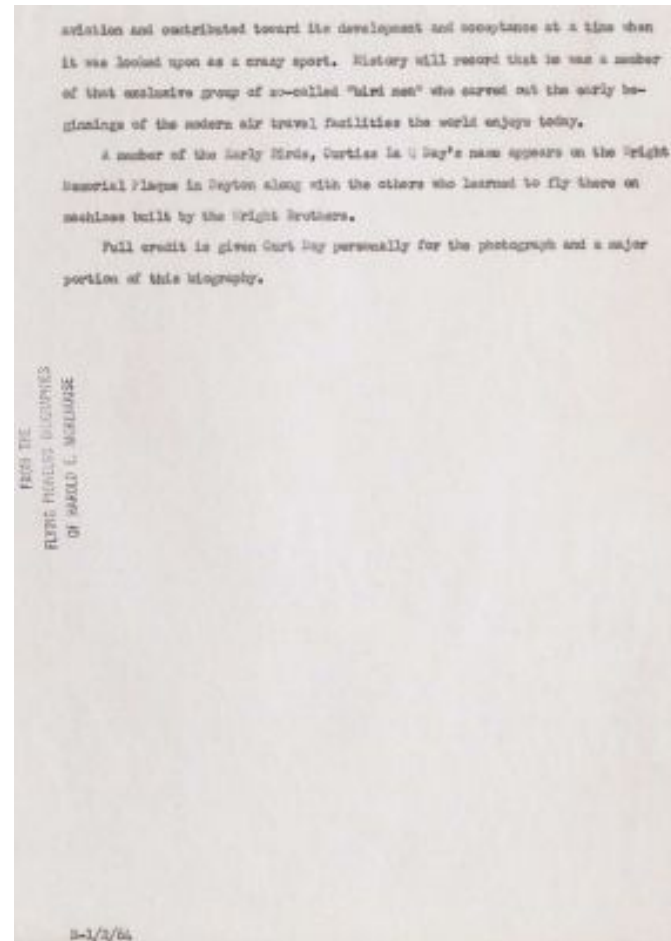 aviation and contributed toward its development and acceptance at a time when
it was looked upon as a crazy sport. History will record that he was a member
of that exclusive group of so-called "bird men" who carved out the early be-
ginnings of the modern air travel facilities the world enjoys today.
A member of the Early Birds, Curtiss La Q Day's name appears on the Wright
Memorial Plaque in Dayton along with the others who learned to fly there on
machines built by the Wright Brothers.
Full credit is given Curt Day personally for the photograph and a major
portion of this biography.
FROM THE
FLYING PIONEERS BIOGRAPHIES
OF HAROLD E. MOREHOUSE